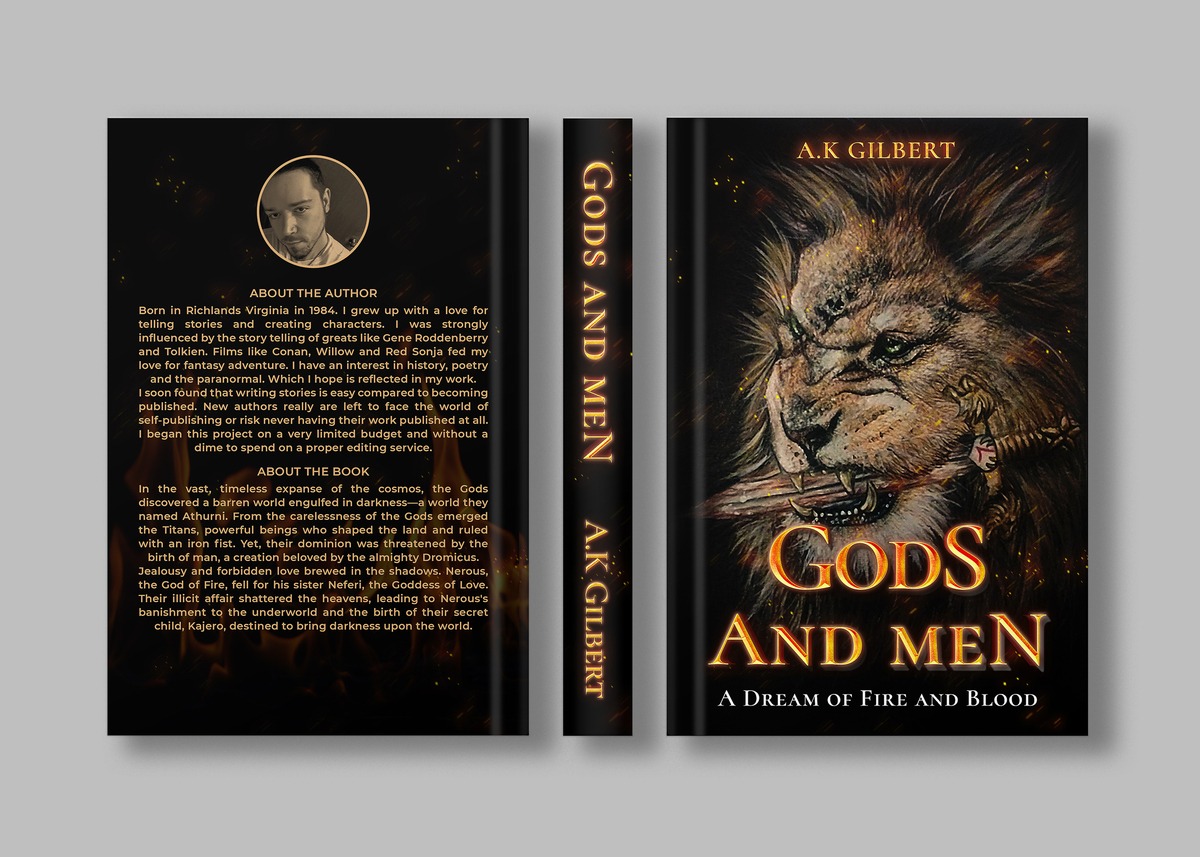 ABOUT THE AUTHOR
Born in Richlands Virginia in 1984. I grew up with a love for
telling stories and creating characters. I was strongly
influenced by the story telling of greats like Gene Roddenberry
and Tolkien. Films like Conan, Willow and Red Sonja fed my
love for fantasy adventure. I have an interest in history, poetry
and the paranormal. Which I hope is reflected in my work.
I soon found that writing stories is easy compared to becoming
published. New authors really are left to face the world of
self-publishing or risk never having their work published at all.
I began this project on a very limited budget and without a
dime to spend on a proper editing service.
ABOUT THE BOOK
In the vast, timeless expanse of the cosmos, the Gods
discovered a barren world engulfed in darkness—a world they
named Athurni. From the carelessness of the Gods emerged
the Titans, powerful beings who shaped the land and ruled
with an iron fist. Yet, their dominion was threatened by the
birth of man, a creation beloved by the almighty Dromicus.
Jealousy and forbidden love brewed in the shadows. Nerous,
the God of Fire, fell for his sister Neferi, the Goddess of Love.
Their illicit affair shattered the heavens, leading to Nerous's
banishment to the underworld and the birth of their secret
child, Kajero, destined to bring darkness upon the world.
GODS AND MEN
A.K GILBERT
A.K GILBERT
GODS
AND MEN
A DREAM OF FIRE AND BLOOD